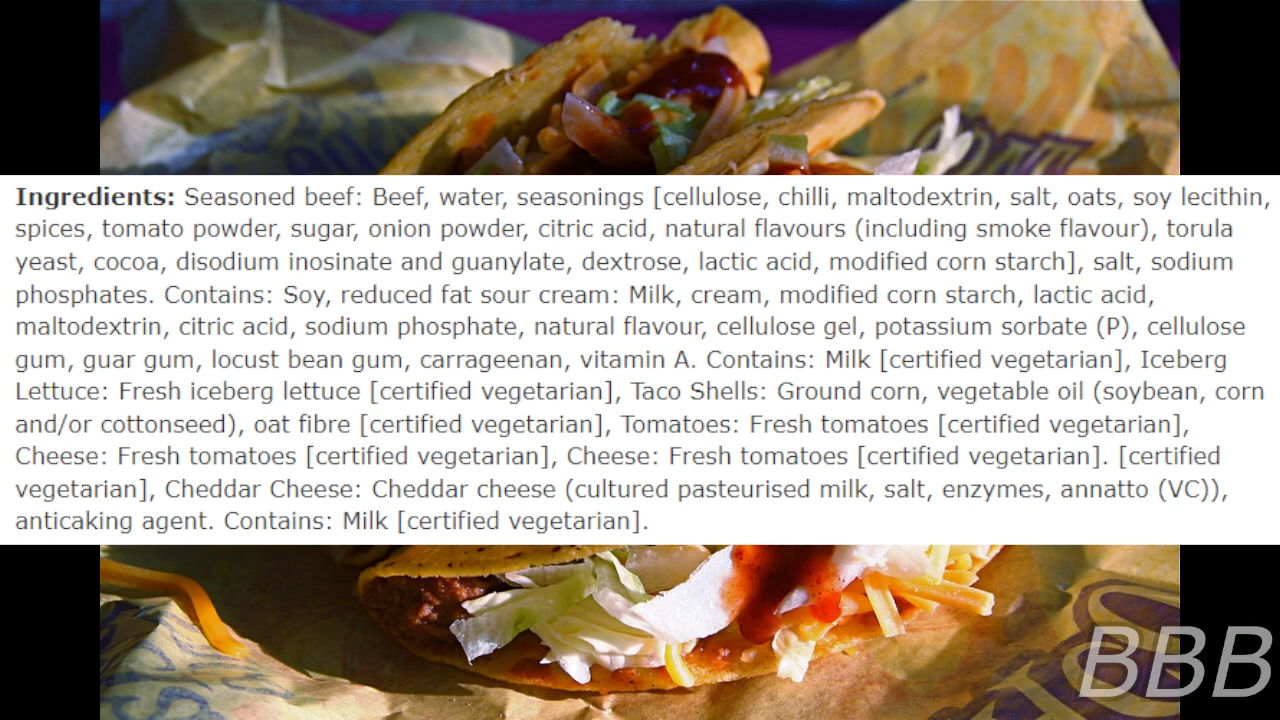 Ingredients: Seasoned beef: Beef, water, seasonings [cellulose, chilli, maltodextrin, salt, oats, soy lecithin,
spices, tomato powder, sugar, onion powder, citric acid, natural flavours (including smoke flavour), torula
yeast, cocoa, disodium inosinate and guanylate, dextrose, lactic acid, modified corn starch], salt, sodium
phosphates. Contains: Soy, reduced fat sour cream: Milk, cream, modified corn starch, lactic acid,
maltodextrin, citric acid, sodium phosphate, natural flavour, cellulose gel, potassium sorbate (P), cellulose
gum, guar gum, locust bean gum, carrageenan, vitamin A. Contains: Milk [certified vegetarian], Iceberg
Lettuce: Fresh iceberg lettuce [certified vegetarian], Taco Shells: Ground corn, vegetable oil (soybean, corn
and/or cottonseed), oat fibre [certified vegetarian], Tomatoes: Fresh tomatoes [certified vegetarian],
Cheese: Fresh tomatoes [certified vegetarian], Cheese: Fresh tomatoes [certified vegetarian]. [certified
vegetarian], Cheddar Cheese: Cheddar cheese (cultured pasteurised milk, salt, enzymes, annatto (VC)),
anticaking agent. Contains: Milk [certified vegetarian].
BBB